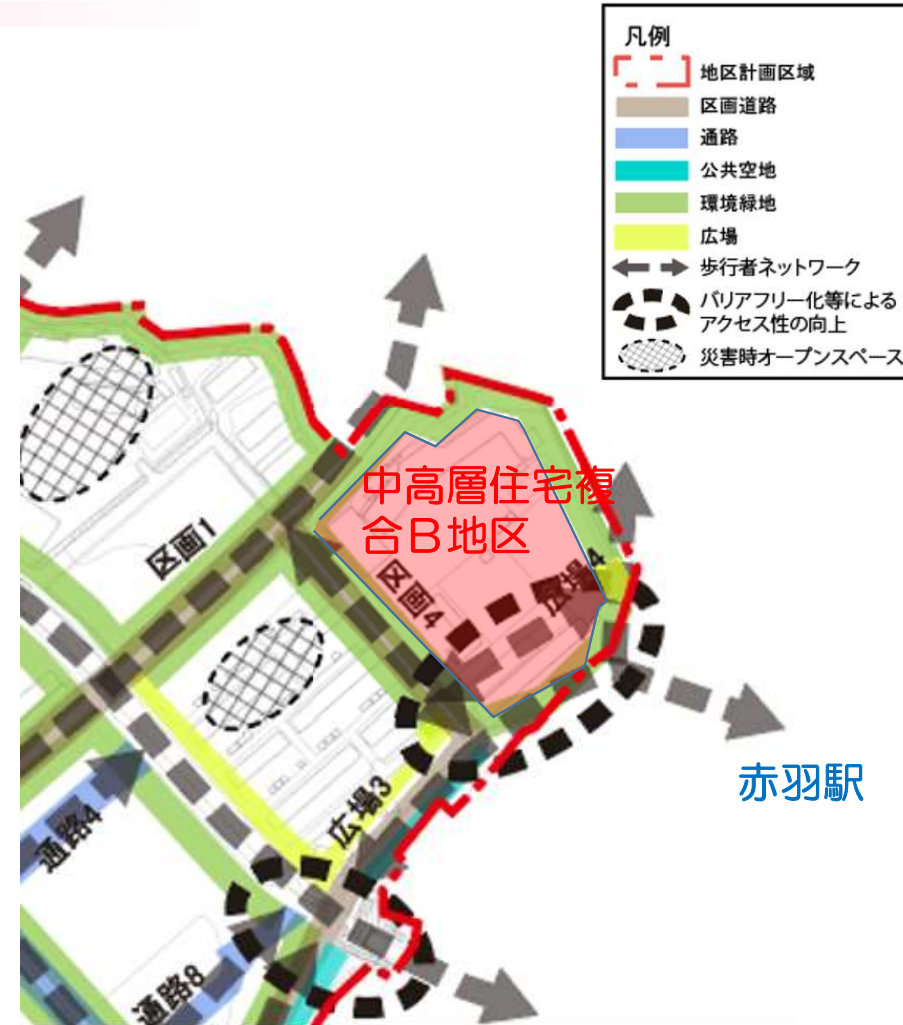 凡例
地区計画区域
区画道路
通路
公共空地
環境緑地
広場
歩行者ネットワーク
バリアフリー化等による
アクセス性の向上
災害時オープンスペース
中高層住宅複
合B地区
区画1
区画4
広場4
赤羽駅
広場3
通路4
通路8